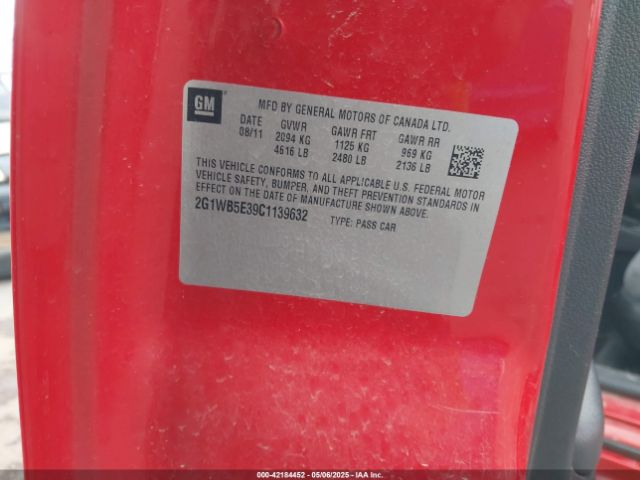 GM
MFD BY GENERAL MOTORS OF CANADA LTD.
DATE GVWR GAWR FRT GAWR RR
08/11 2094 KG 1125 KG 969 KG
4616 LB 2480 LB 2136 LB
THIS VEHICLE CONFORMS TO ALL APPLICABLE U.S. FEDERAL MOTOR
VEHICLE SAFETY, BUMPER, AND THEFT PREVENTION STANDARDS IN
EFFECT ON THE DATE OF MANUFACTURE SHOWN ABOVE.
2G1WB5E39C1139632 TYPE: PASS CAR
000-42184452 - 05/06/2025 - IAAI.COM